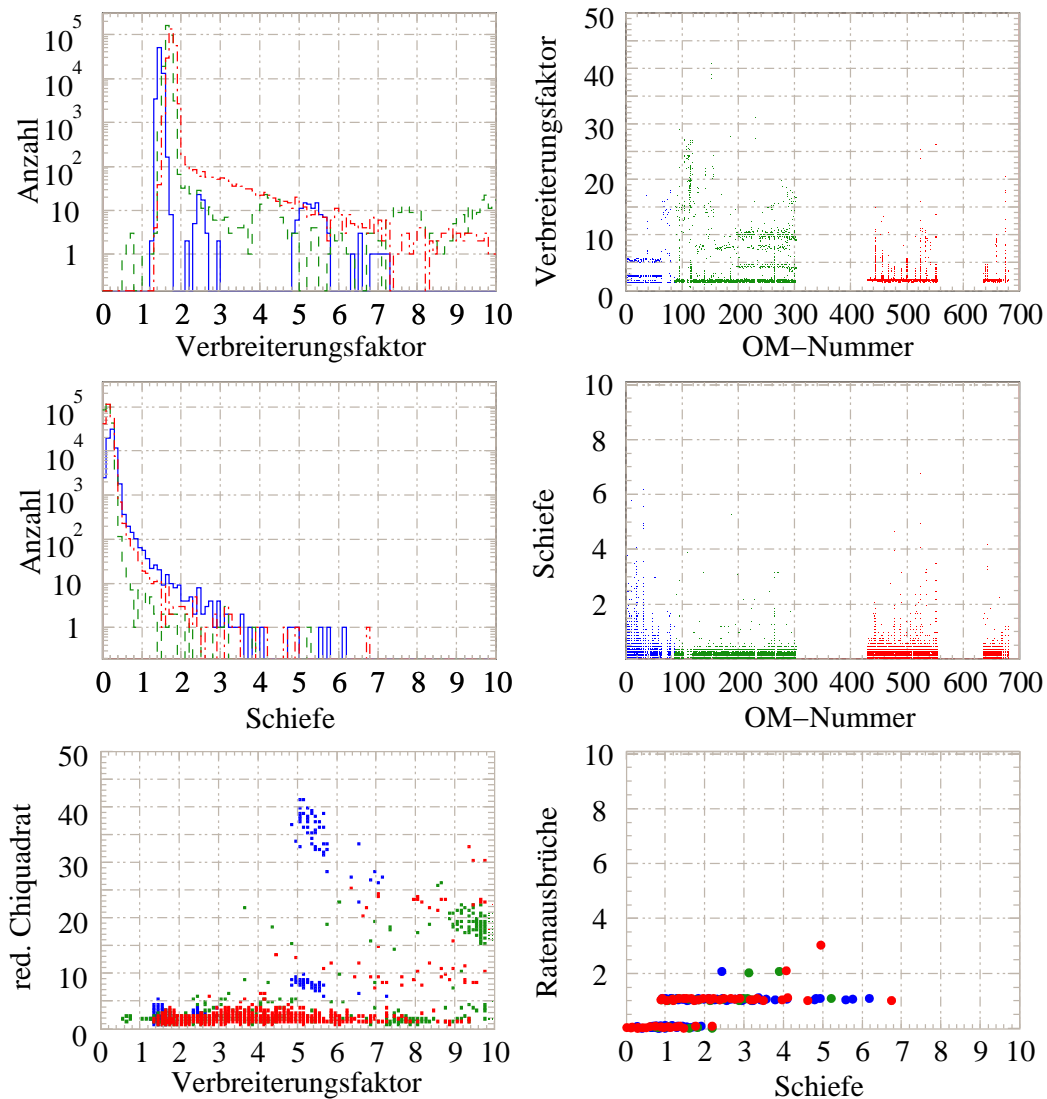 10^5
10^4
10^3
10^2
10
1
Anzahl
0 1 2 3 4 5 6 7 8 9 10
Verbreiterungsfaktor
50
40
30
20
10
0
Verbreiterungsfaktor
0 100 200 300 400 500 600 700
OM−Nummer
10^5
10^4
10^3
10^2
10
1
Anzahl
0 1 2 3 4 5 6 7 8 9 10
Schiefe
10
8
6
4
2
Schiefe
0 100 200 300 400 500 600 700
OM−Nummer
50
40
30
20
10
0
red. Chiquadrat
0 1 2 3 4 5 6 7 8 9 10
Verbreiterungsfaktor
10
8
6
4
2
0
Ratenausbrüche
0 1 2 3 4 5 6 7 8 9 10
Schiefe